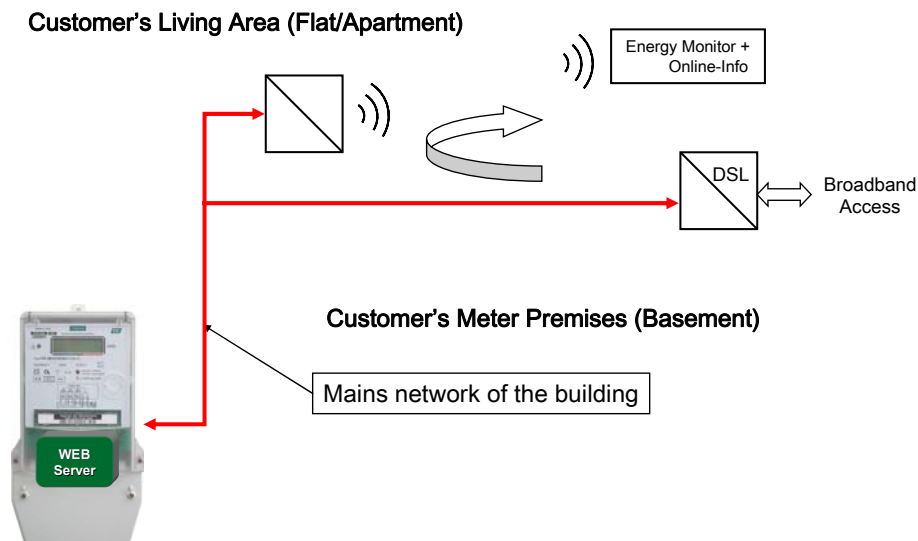 Customer's Living Area (Flat/Apartment)
Energy Monitor +
Online-Info
DSL
Broadband
Access
Customer's Meter Premises (Basement)
Mains network of the building
WEB
Server